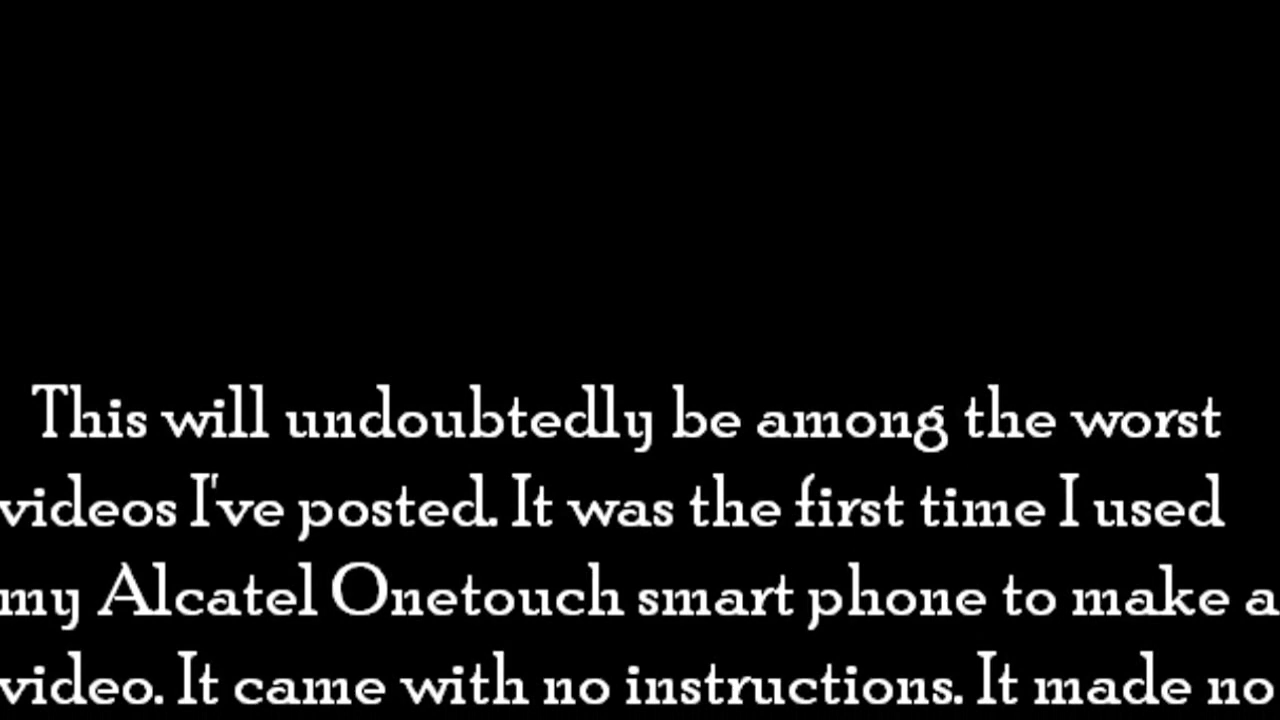 This will undoubtedly be among the worst
videos I've posted. It was the first time I used
my Alcatel Onetouch smart phone to make a
video. It came with no instructions. It made no